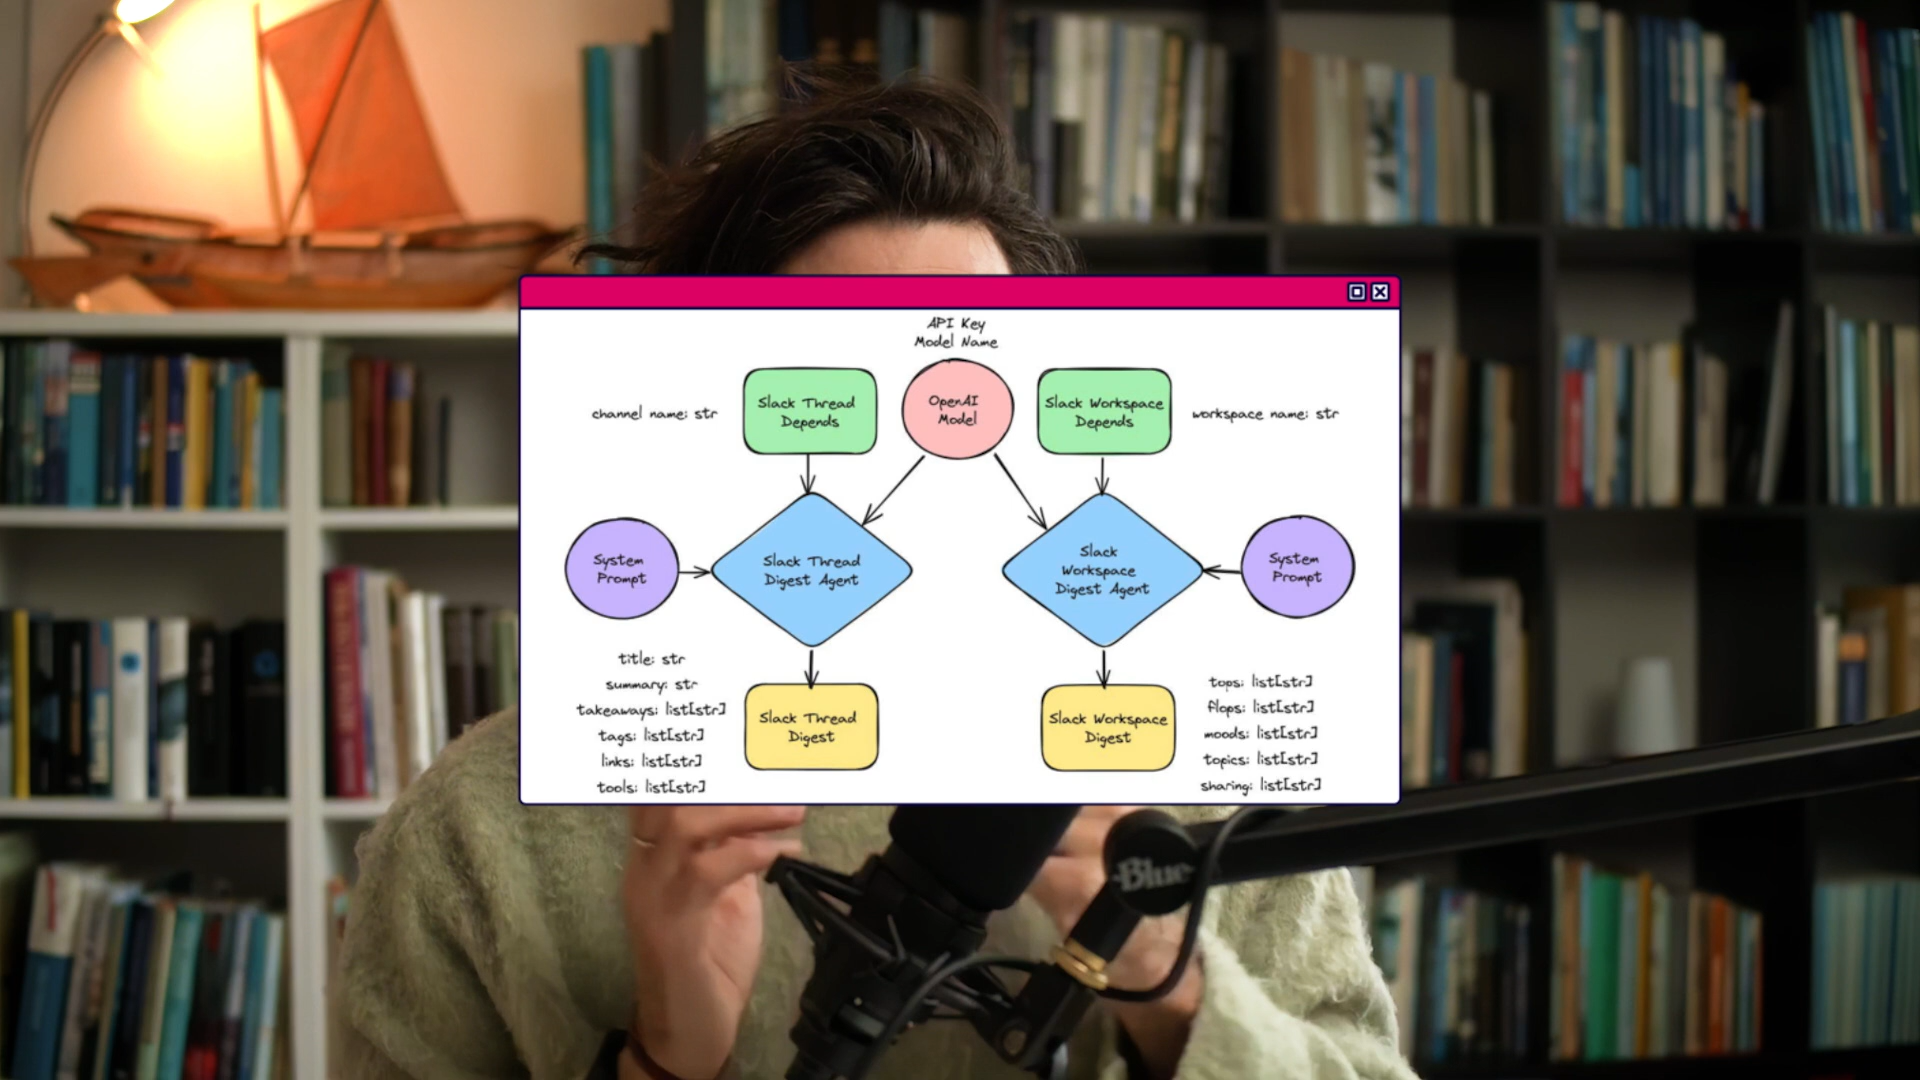 API Key
Model Name
channel name: str
Slack Thread
Depends
OpenAI
Model
Slack Workspace
Depends
workspace name: str
System
Prompt
Slack Thread
Digest Agent
Slack
Workspace
Digest Agent
System
Prompt
title: str
summary: str
takeaways: list[str]
tags: list[str]
links: list[str]
tools: list[str]
Slack Thread
Digest
Slack Workspace
Digest
tops: list[str]
flops: list[str]
moods: list[str]
topics: list[str]
sharing: list[str]
Blue